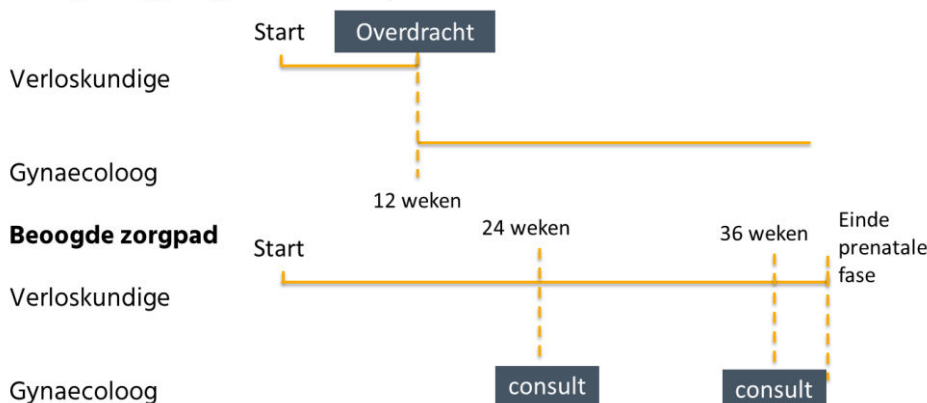 Start
Overdracht
Verloskundige
Gynaecoloog
12 weken
Beoogde zorgpad
Start
24 weken
36 weken
Einde
prenatale
fase
Verloskundige
Gynaecoloog
consult
consult